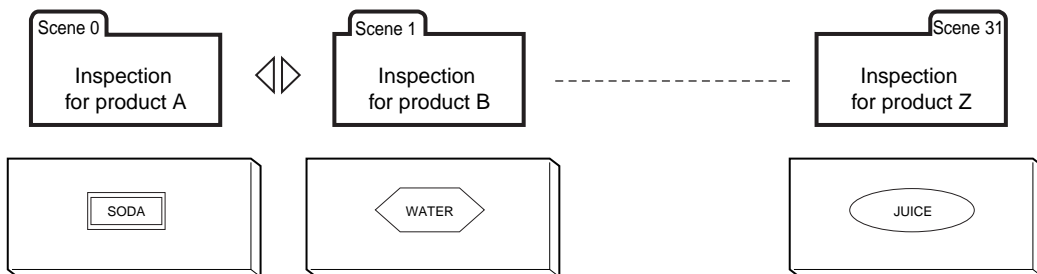 Scene 0
Inspection
for product A
Scene 1
Inspection
for product B
Scene 31
Inspection
for product Z
SODA
WATER
JUICE